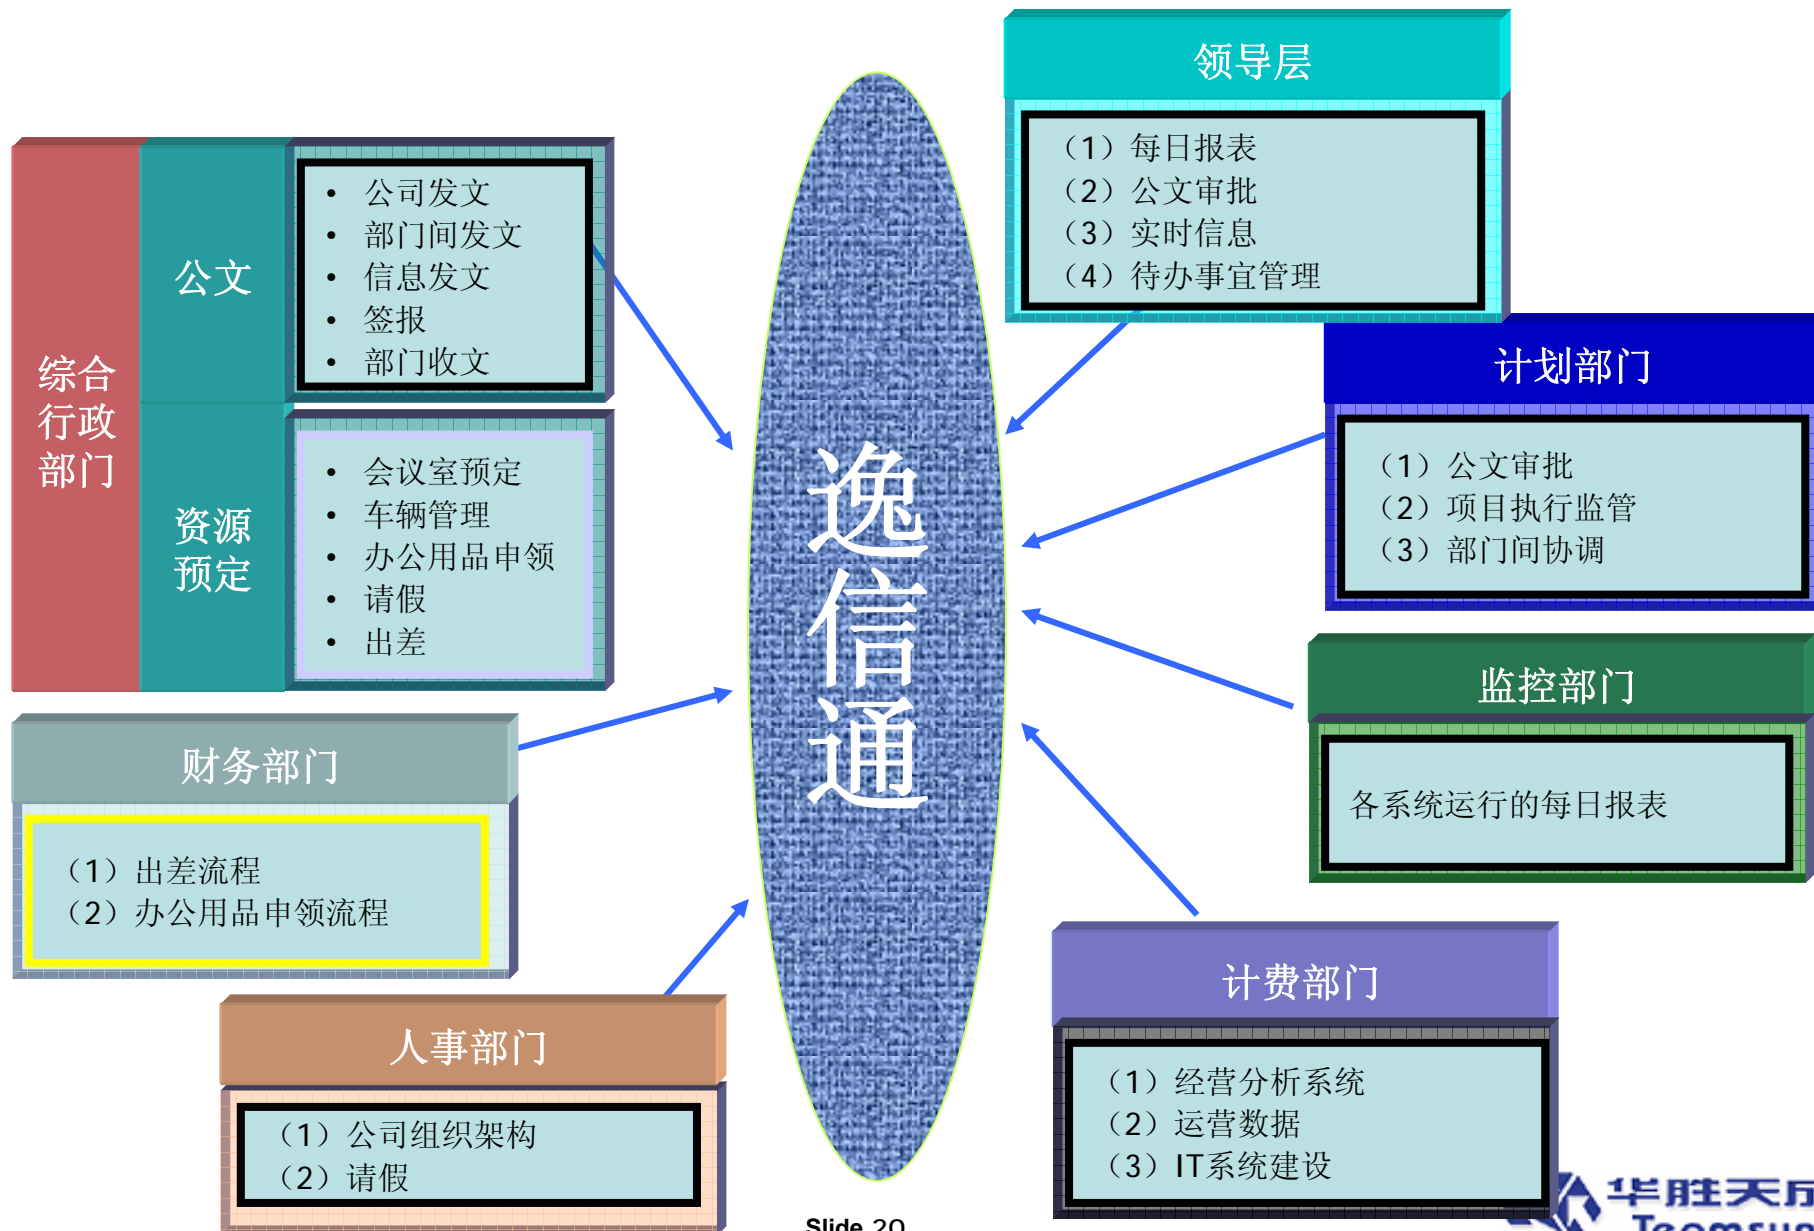 综合
行政
部门
公文
• 公司发文
• 部门间发文
• 信息发文
• 签报
• 部门收文
资源
预定
• 会议室预定
• 车辆管理
• 办公用品申领
• 请假
• 出差
财务部门
（1）出差流程
（2）办公用品申领流程
人事部门
（1）公司组织架构
（2）请假
逸信通
领导层
（1）每日报表
（2）公文审批
（3）实时信息
（4）待办事宜管理
计划部门
（1）公文审批
（2）项目执行监管
（3）部门间协调
监控部门
各系统运行的每日报表
计费部门
（1）经营分析系统
（2）运营数据
（3）IT系统建设
Slide 20
华胜天成